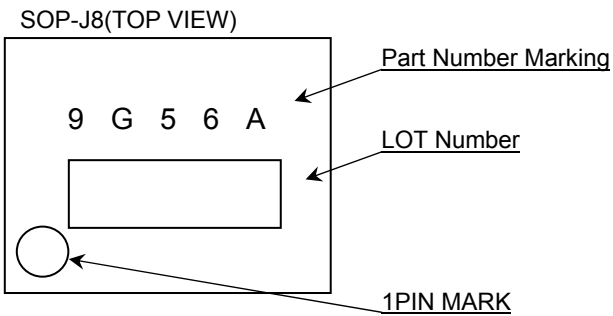 SOP-J8(TOP VIEW)
Part Number Marking
9 G 5 6 A
LOT Number
1PIN MARK